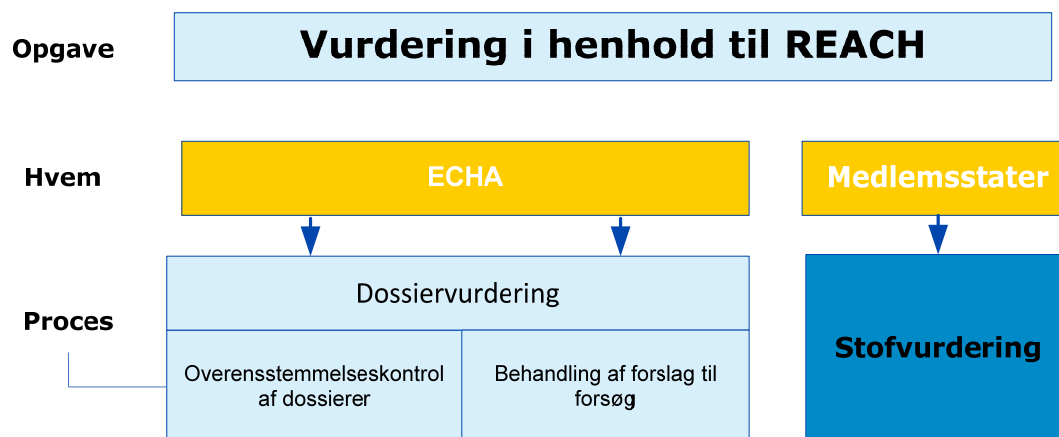 Opgave
Vurdering i henhold til REACH
Hvem
ECHA
Medlemsstater
Proces
Dossiervurdering
Overensstemmelseskontrol
af dossierer
Behandling af forslag til
forsøg
Stofvurdering